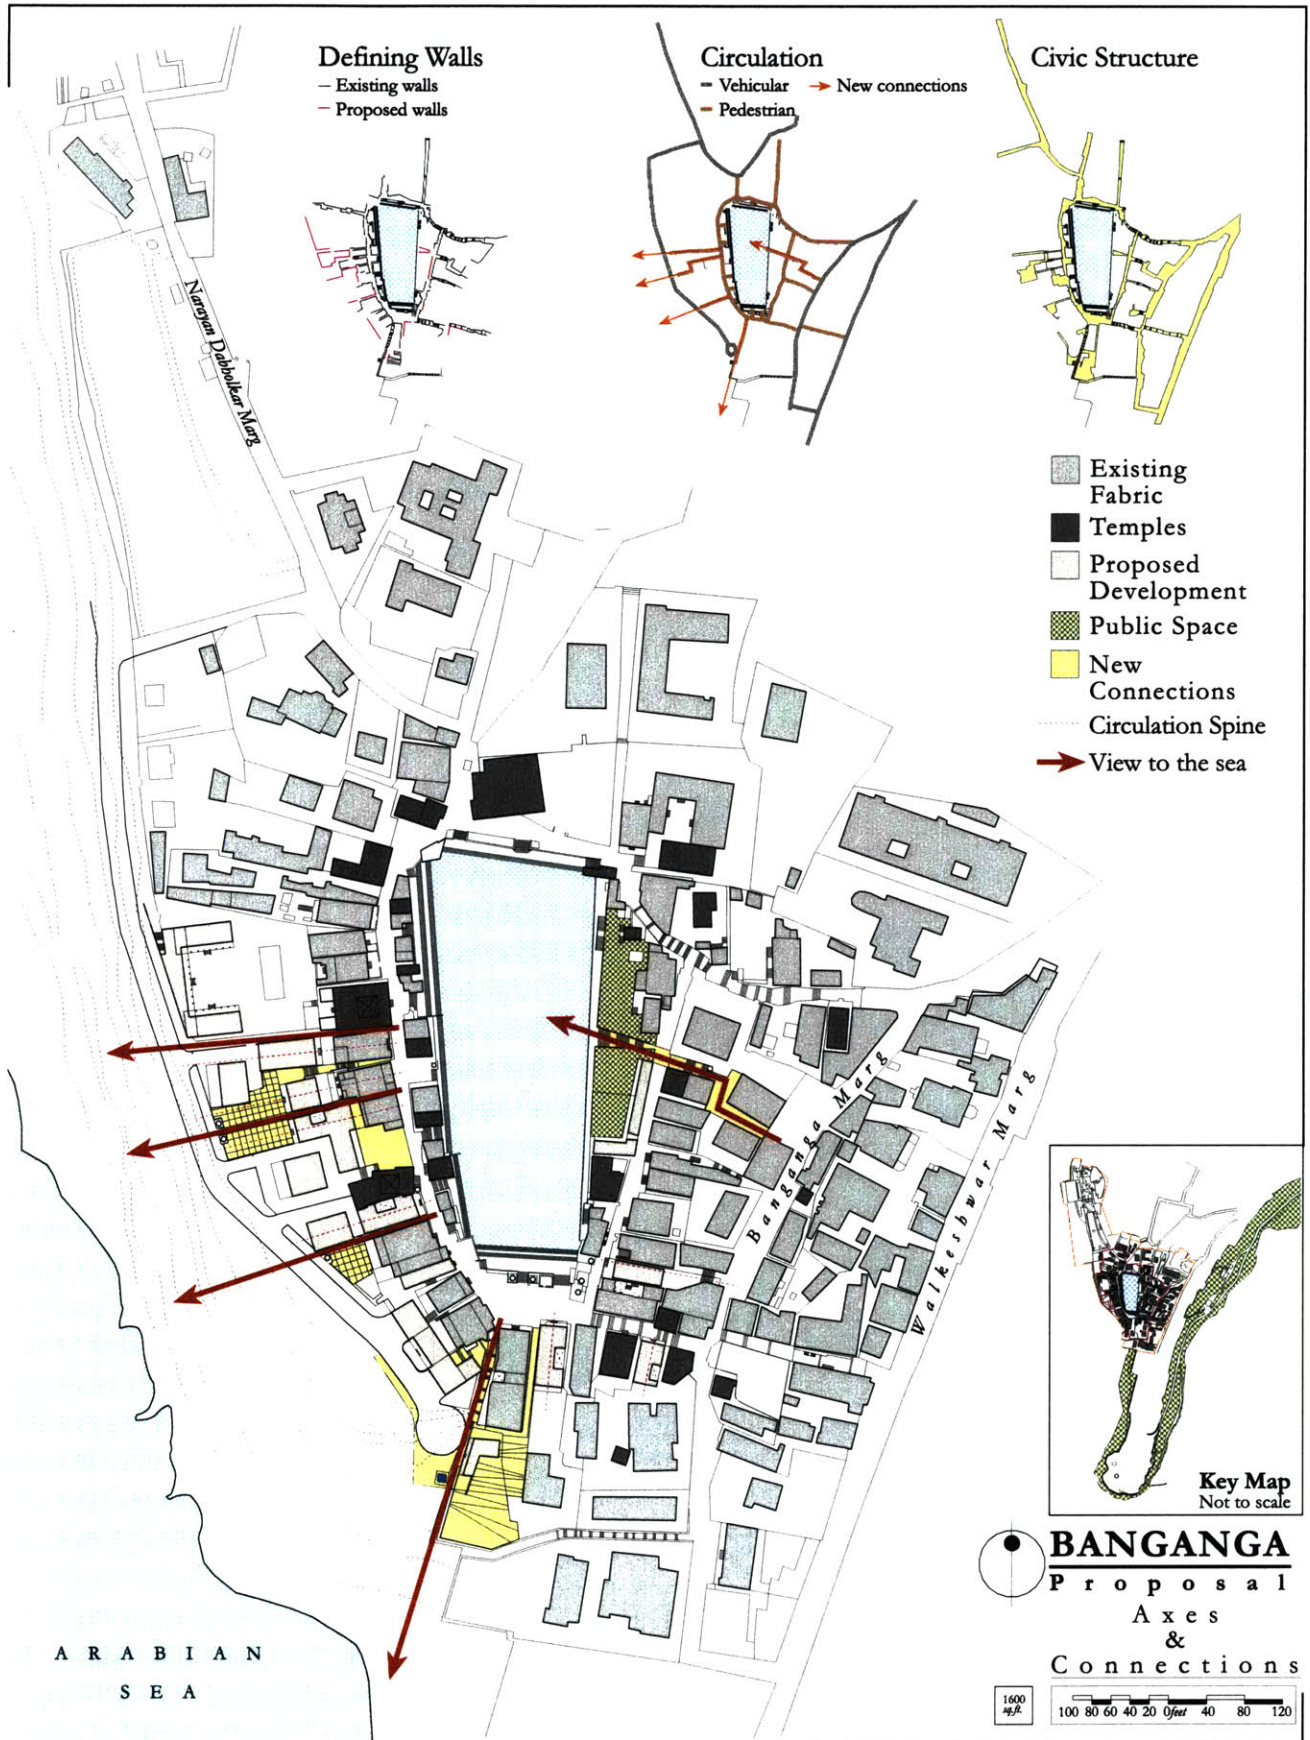 Defining Walls
Existing walls
Proposed walls
Circulation
Vehicular
New connections
Pedestrian
Civic Structure
Narayan Dabholkar Marg
Existing
Fabric
Temples
Proposed
Development
Public Space
New
Connections
Circulation Spine
View to the sea
Banganga Marg
Walkeshwar Marg
Key Map
Not to scale
BANGANGA
Proposal
Axes
&
Connections
ARABIAN
SEA
1600
sq.ft.
100 80 60 40 20 0feet 40 80 120